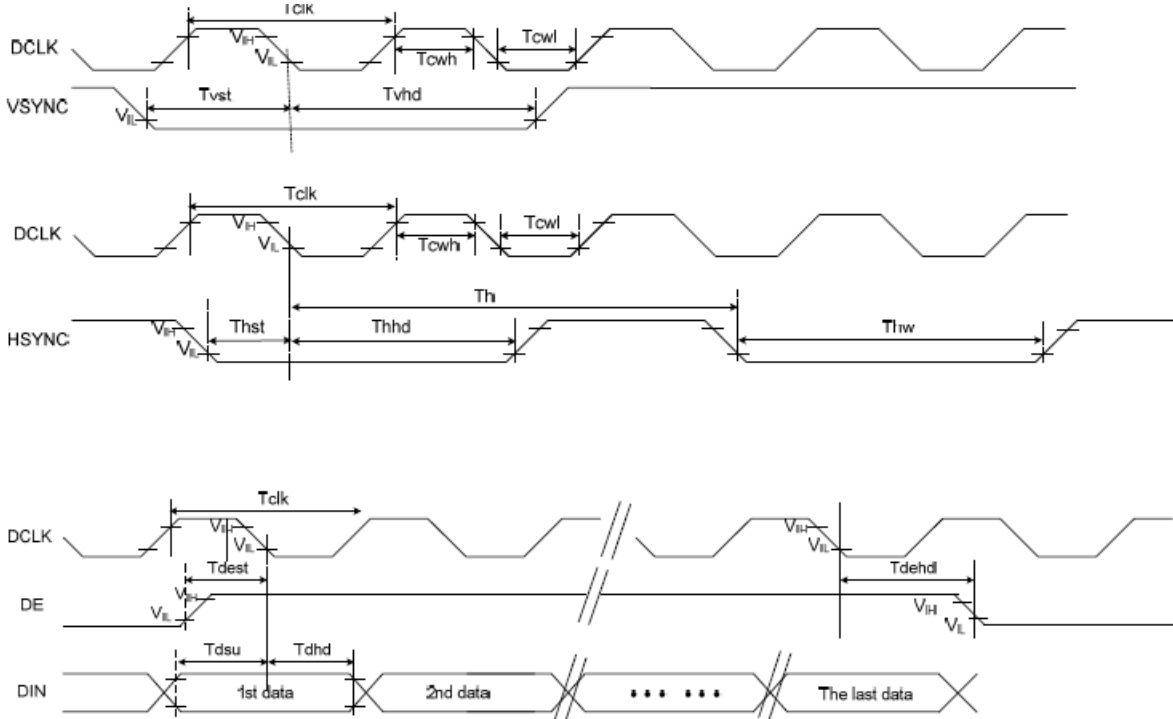 Tclk
DCLK VIH VIL Tcwh Tcwl
VSYNC VIL Tvst Tvhd
Tclk
DCLK VIH VIL Tcwh Tcwl
Th
HSYNC VIH VIL Thst Thhd Thw
Tclk
DCLK VIH VIL VIH VIL
Tdest Tdehd
DE VIL VIH VIH VIL
Tdsu Tdhd
DIN 1st data 2nd data The last data